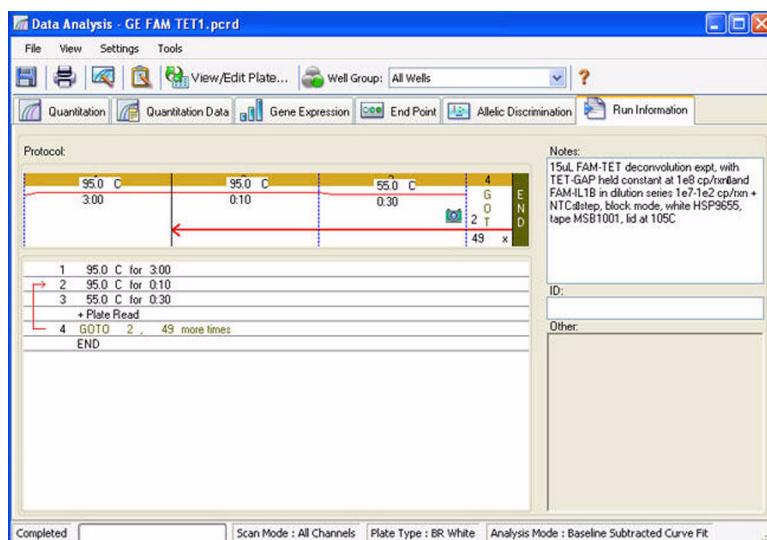 Data Analysis - GE FAM TET1.pcrd
File View Settings Tools
View/Edit Plate... Well Group: All Wells ?
Quantitation Quantitation Data Gene Expression End Point Allelic Discrimination Run Information
Protocol:
95.0 C 95.0 C 55.0 C 4
3:00 0:10 0:30
G
O
T
2
49 x
END
1 95.0 C for 3:00
2 95.0 C for 0:10
3 55.0 C for 0:30
+ Plate Read
4 GOTO 2 , 49 more times
END
Notes:
15uL FAM-TET deconvolution expt, with
TET-GAP held constant at 1e8 cp/rxn and
FAM-IL1B in dilution series 1e7-1e2 cp/rxn +
NTCs step, block mode, white HSP9655,
tape MSB1001, lid at 105C
ID:
Other:
Completed Scan Mode : All Channels Plate Type : BR White Analysis Mode : Baseline Subtracted Curve Fit